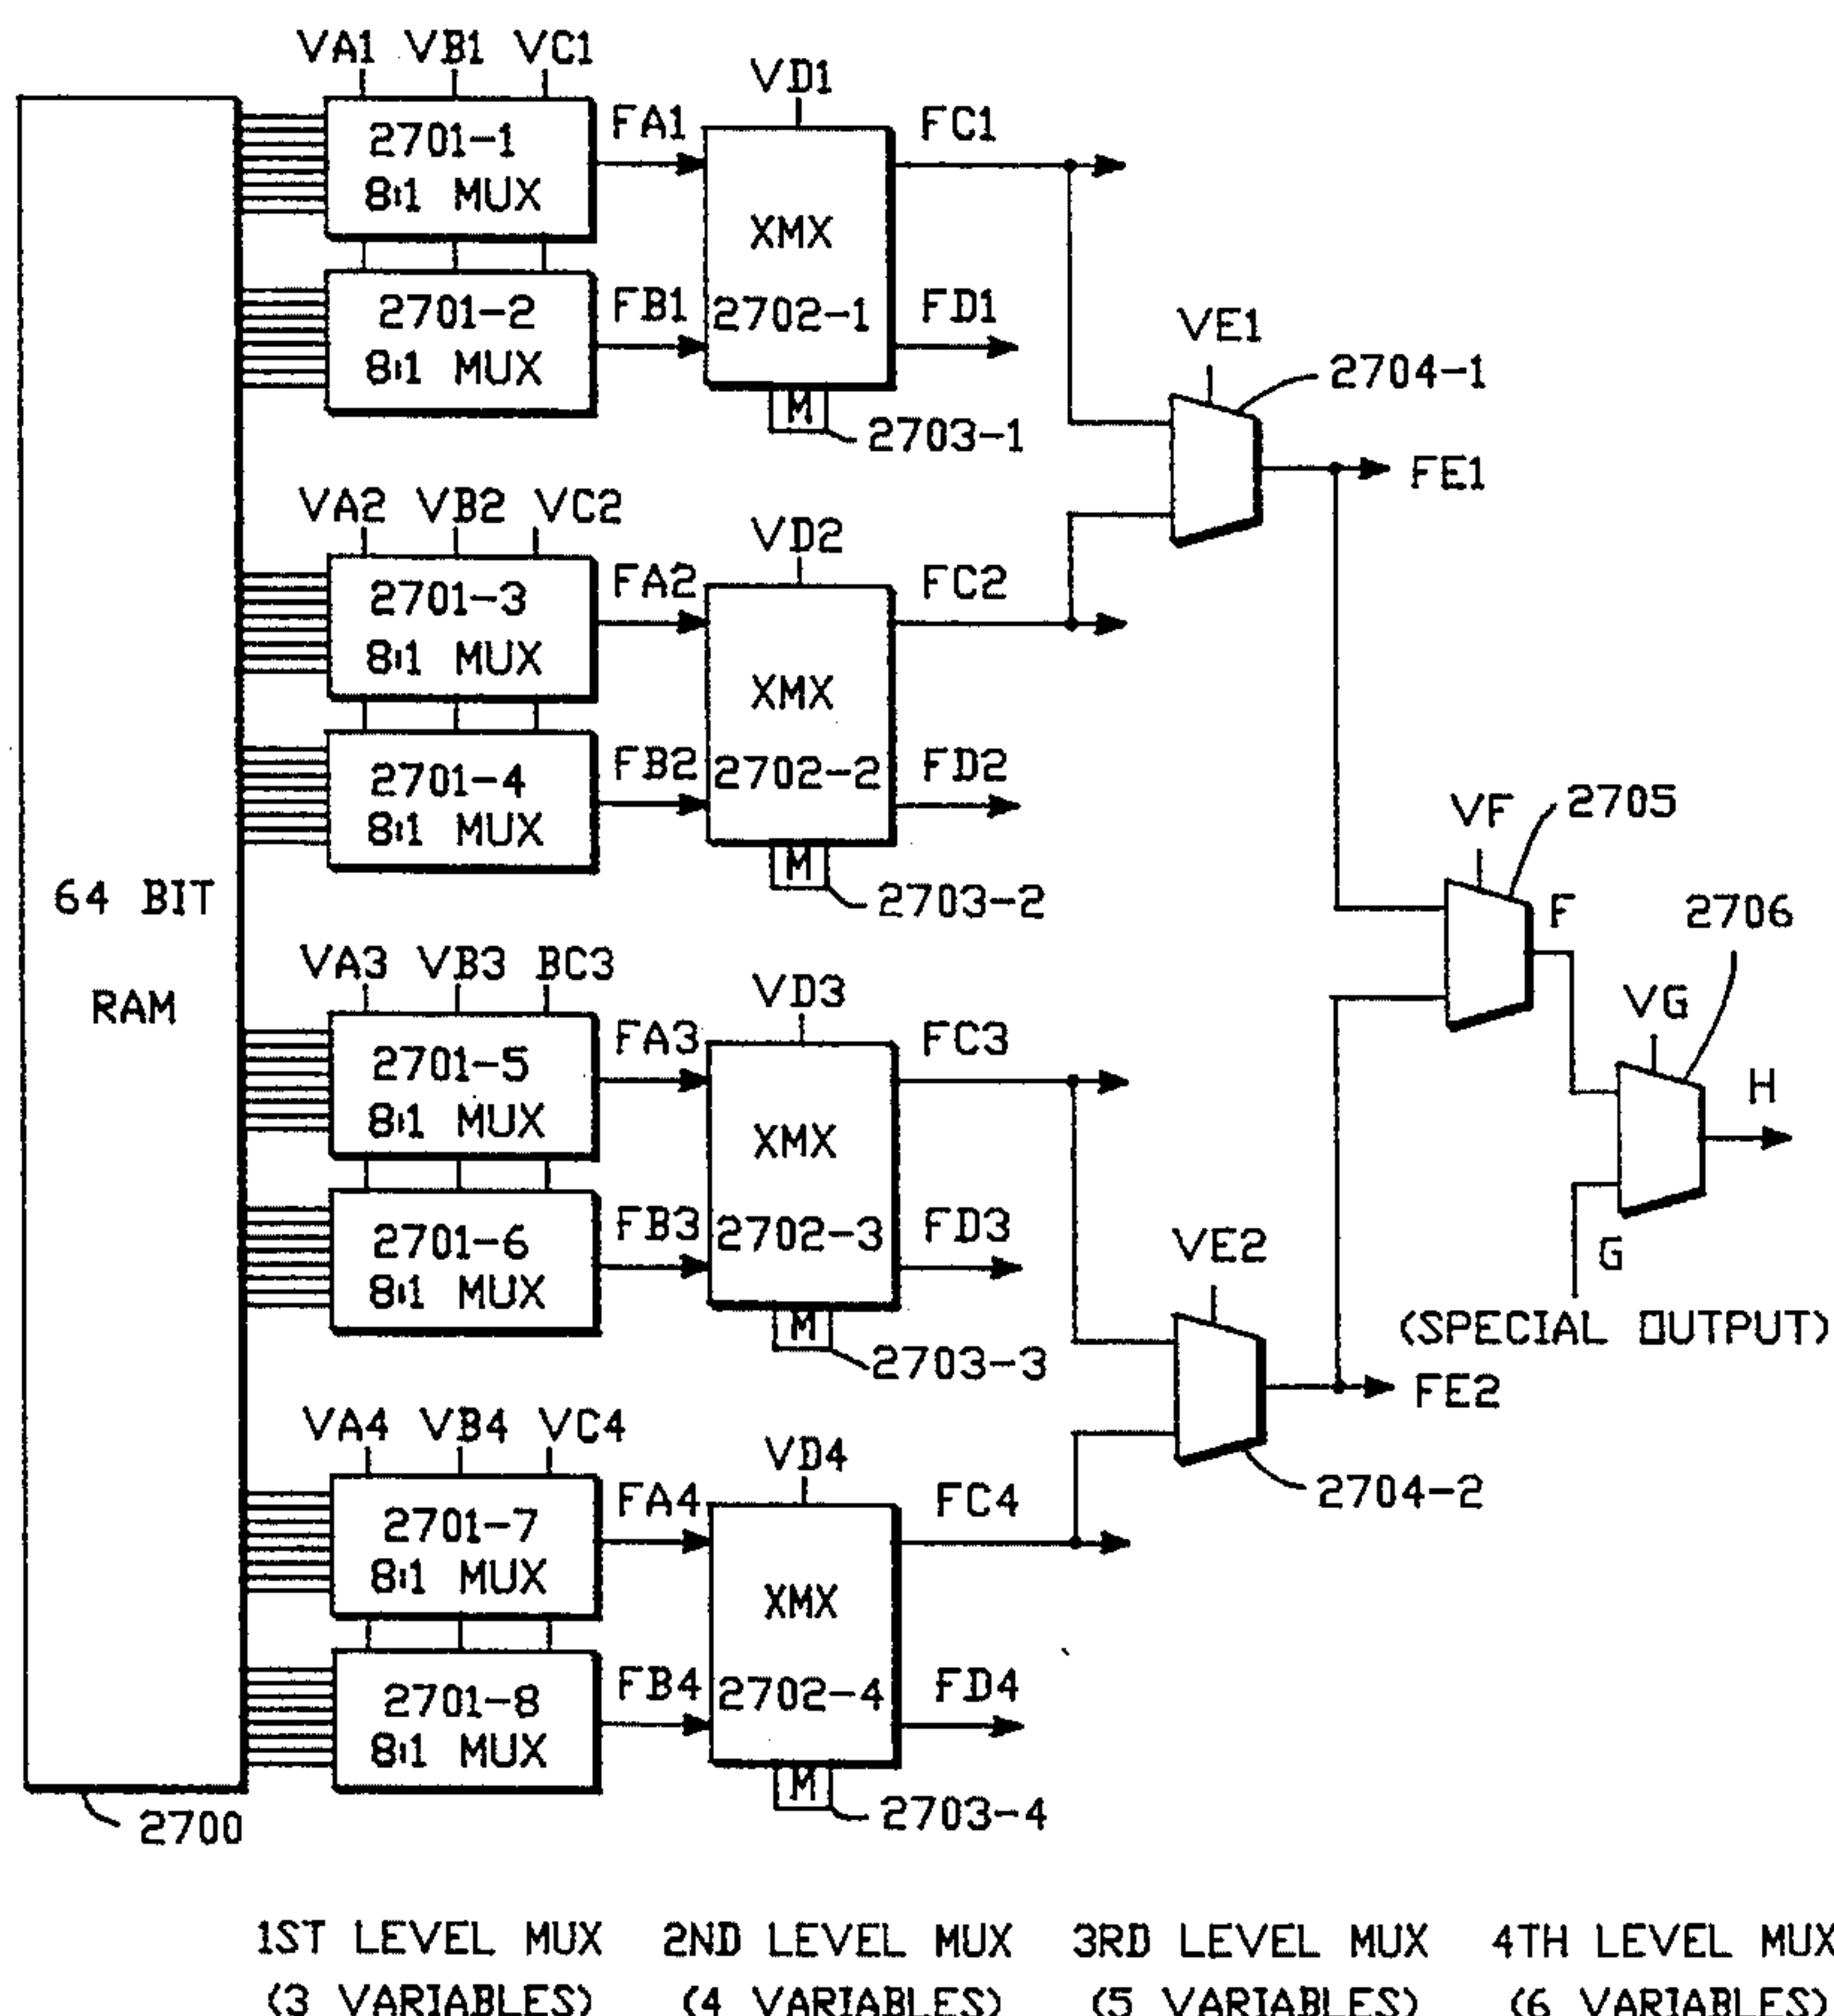 VA1 VB1 VC1
VD1
2701-1
8:1 MUX
FA1
XMX
2702-1
FC1
2701-2
8:1 MUX
FB1
FD1
M
2703-1
VE1
2704-1
FE1
VA2 VB2 VC2
VD2
2701-3
8:1 MUX
FA2
XMX
2702-2
FC2
2701-4
8:1 MUX
FB2
FD2
M
2703-2
64 BIT
RAM
VF
2705
F
2706
VG
H
G
(SPECIAL OUTPUT)
VA3 VB3 BC3
VD3
2701-5
8:1 MUX
FA3
XMX
2702-3
FC3
2701-6
8:1 MUX
FB3
FD3
M
2703-3
VE2
FE2
2704-2
VA4 VB4 VC4
VD4
2701-7
8:1 MUX
FA4
XMX
2702-4
FC4
2701-8
8:1 MUX
FB4
FD4
M
2703-4
2700
1ST LEVEL MUX 2ND LEVEL MUX 3RD LEVEL MUX 4TH LEVEL MUX
(3 VARIABLES) (4 VARIABLES) (5 VARIABLES) (6 VARIABLES)